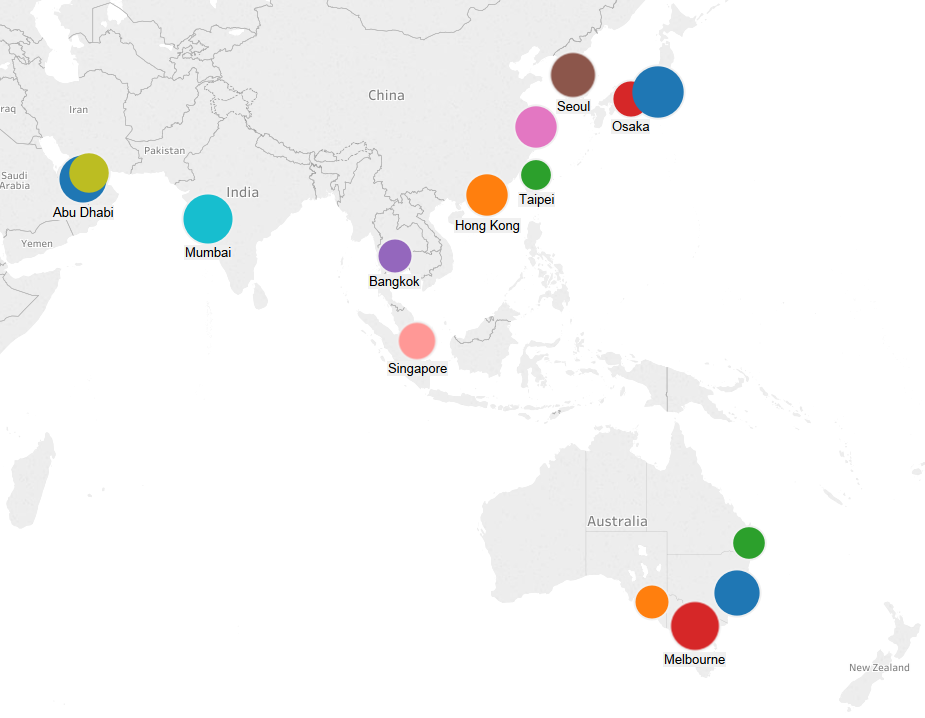 China
Seoul
Osaka
Iran
raq
Pakistan
Saudi
Arabia
India
Abu Dhabi
Taipei
Hong Kong
Yemen
Mumbai
Bangkok
Singapore
Australia
Melbourne
New Zealand